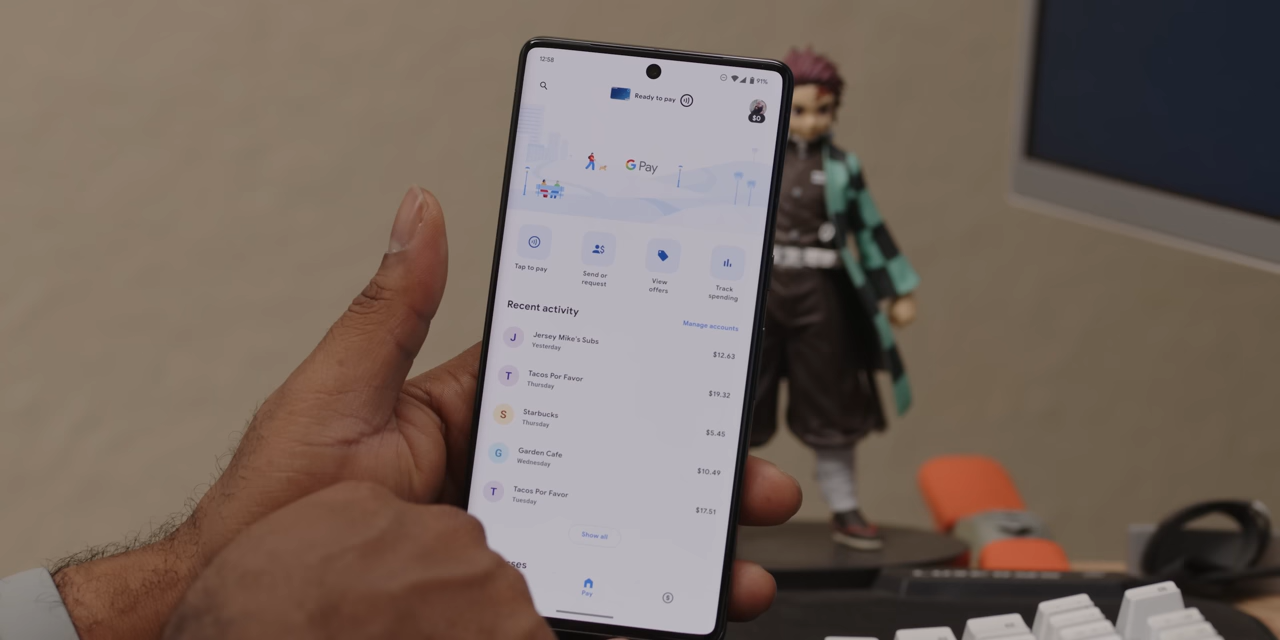 12:58
91%
Ready to pay
$0
G Pay
Tap to pay
Send or
request
View
offers
Track
spending
Recent activity
Manage accounts
J
Jersey Mike's Subs
Yesterday
$12.63
T
Tacos Por Favor
Thursday
$19.32
S
Starbucks
Thursday
$5.45
G
Garden Cafe
Wednesday
$10.49
T
Tacos Por Favor
Tuesday
$17.51
Show all
sses
Pay